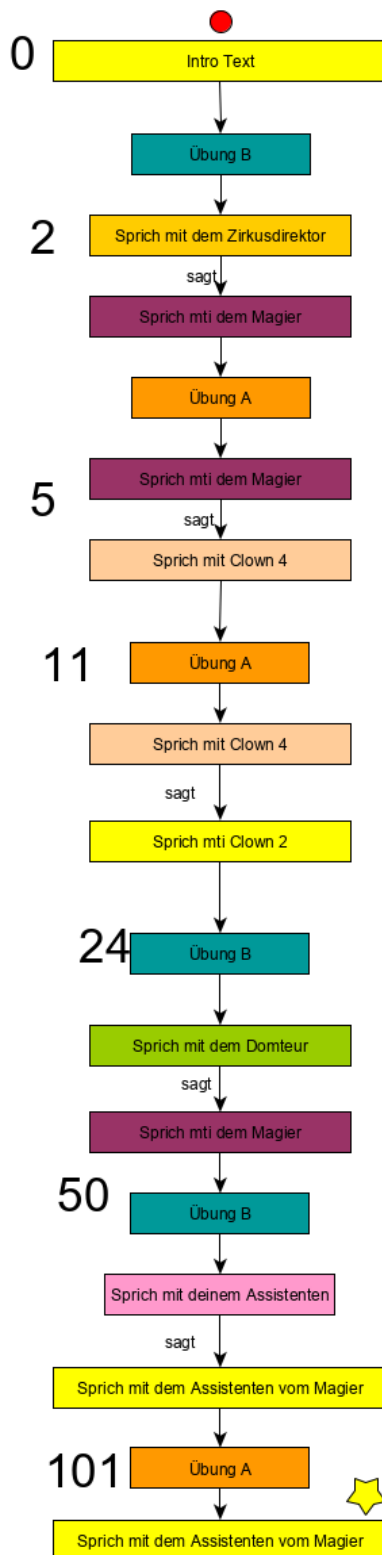 0
Intro Text
Übung B
2
Sprich mit dem Zirkusdirektor
sagt
Sprich mti dem Magier
Übung A
5
Sprich mti dem Magier
sagt
Sprich mit Clown 4
11
Übung A
Sprich mit Clown 4
sagt
Sprich mti Clown 2
24
Übung B
Sprich mit dem Domteur
sagt
Sprich mti dem Magier
50
Übung B
Sprich mit deinem Assistenten
sagt
Sprich mit dem Assistenten vom Magier
101
Übung A
Sprich mit dem Assistenten vom Magier